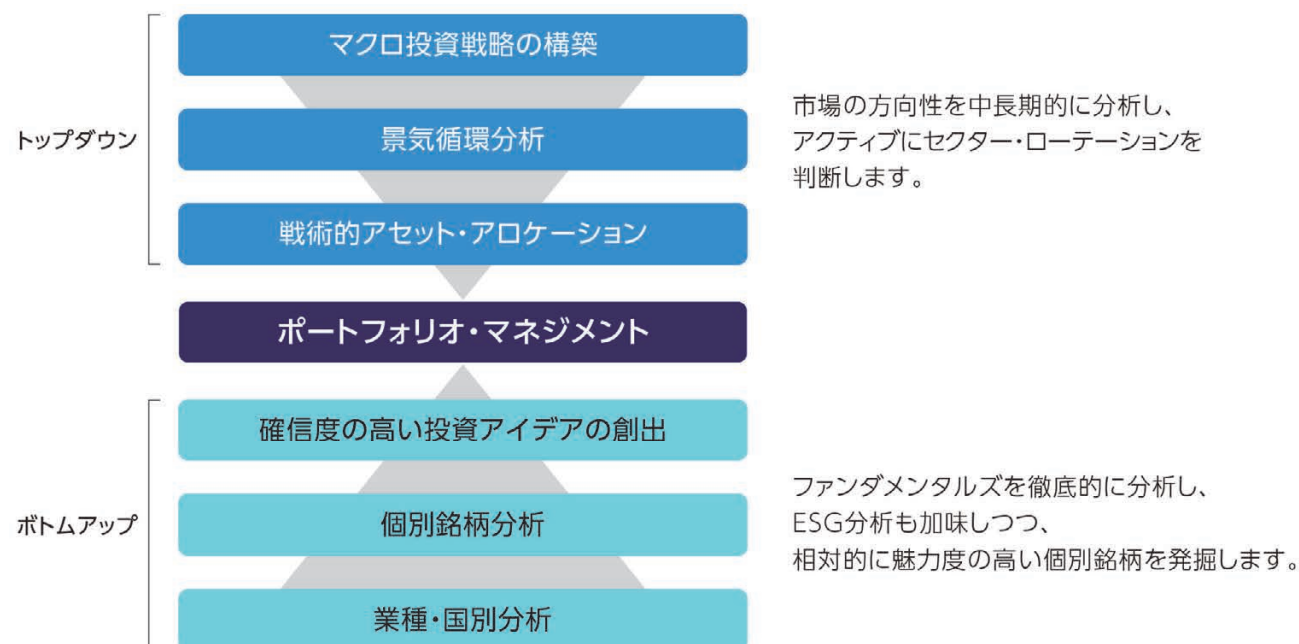 マクロ投資戦略の構築
トップダウン
景気循環分析
戦術的アセット・アロケーション
市場の方向性を中長期的に分析し、
アクティブにセクター・ローテーションを
判断します。
ポートフォリオ・マネジメント
確信度の高い投資アイデアの創出
ボトムアップ
個別銘柄分析
業種・国別分析
ファンダメンタルズを徹底的に分析し、
ESG分析も加味しつつ、
相対的に魅力度の高い個別銘柄を発掘します。